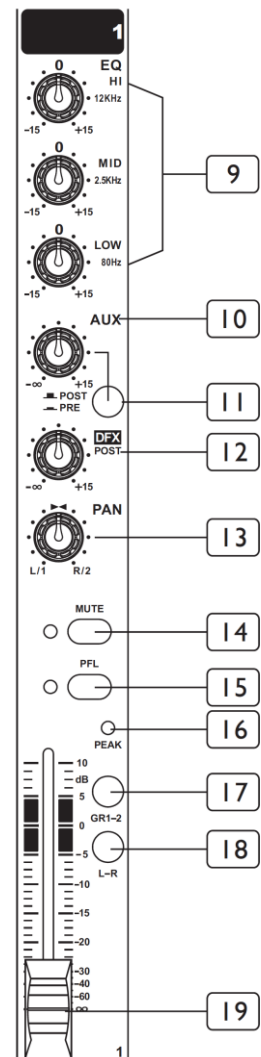 1
EQ
0
HI
12KHz
-15 +15
0
MID
2.5KHz
9
-15 +15
0
LOW
80Hz
-15 +15
AUX
10
-∞ +15
POST
PRE
11
DFX
POST
12
-∞ +15
PAN
13
L/1 R/2
MUTE
14
PFL
15
16
PEAK
10
dB
5
17
GR1-2
0
18
-5
L-R
-10
-15
-20
-30
-40
-60
∞
19
1